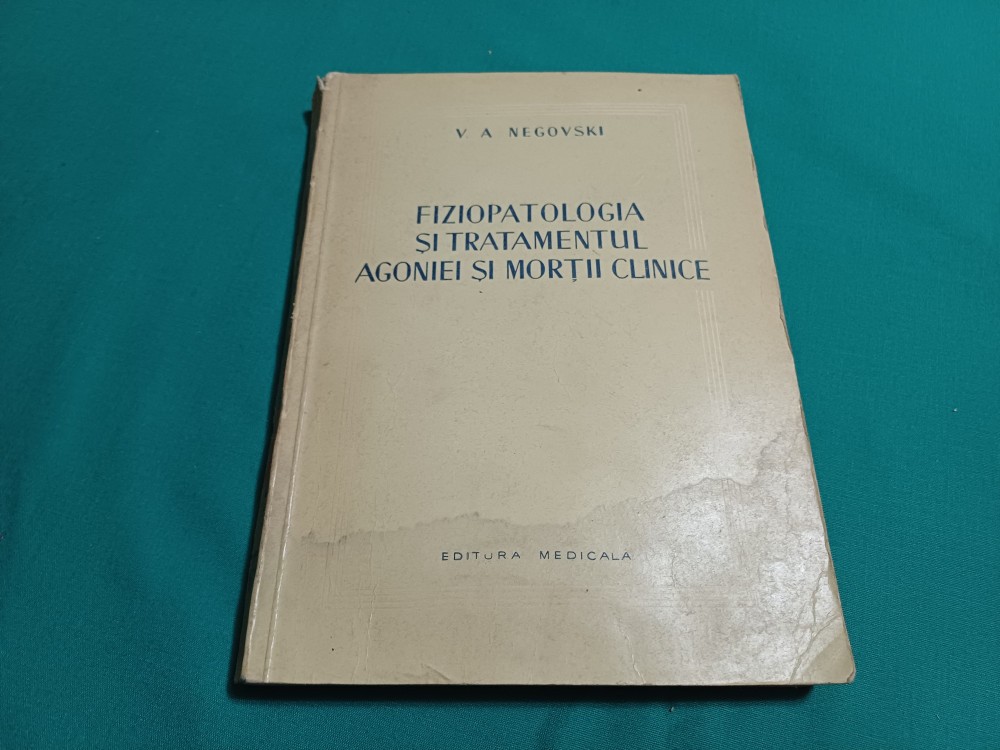 V A NEGOVSKI
FIZIOPATOLOGIA
ȘI TRATAMENTUL
AGONIEI ȘI MORȚII CLINICE
EDITURA MEDICALA